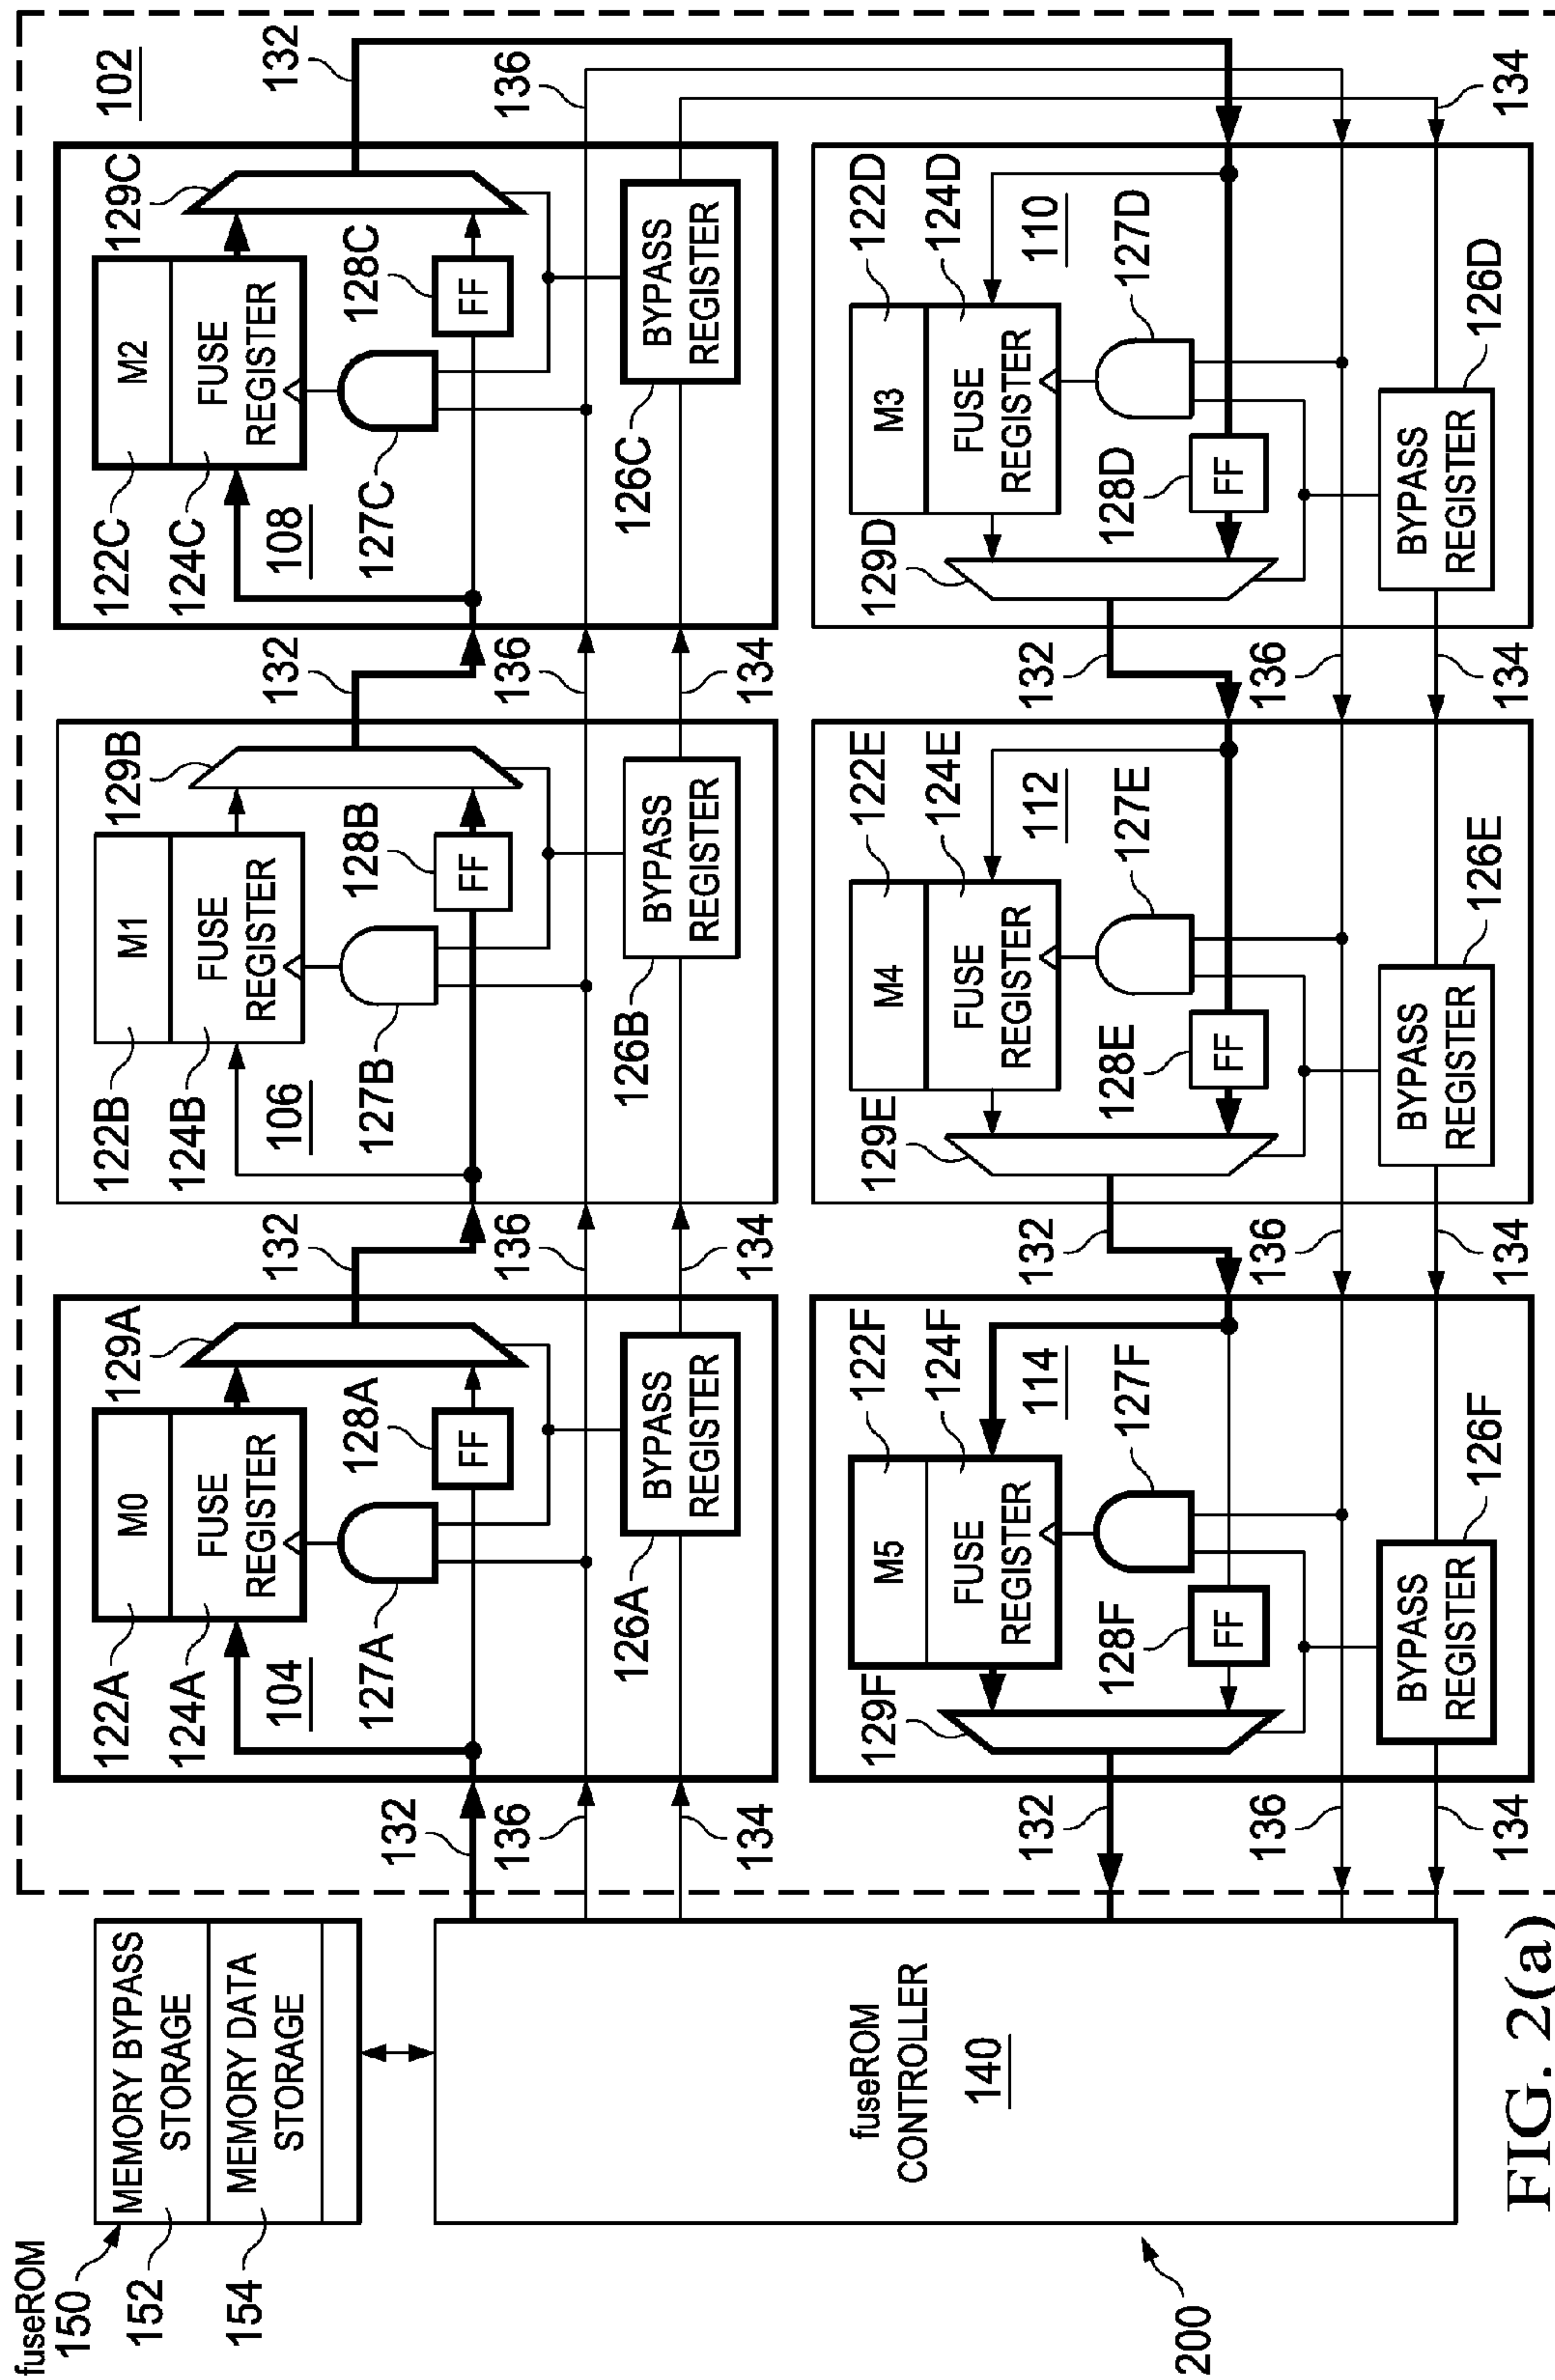 fuseROM
150
152
154
MEMORY BYPASS
STORAGE
MEMORY DATA
STORAGE
fuseROM
CONTROLLER
140
200
102
132
136
134
122A
124A
104
127A
M0
FUSE
REGISTER
129A
128A
FF
126A
BYPASS
REGISTER
132
136
134
122B
124B
106
127B
M1
FUSE
REGISTER
129B
128B
FF
126B
BYPASS
REGISTER
132
136
134
122C
124C
108
127C
M2
FUSE
REGISTER
129C
128C
FF
126C
BYPASS
REGISTER
132
136
134
122D
124D
110
127D
M3
FUSE
REGISTER
129D
128D
FF
126D
BYPASS
REGISTER
132
136
134
122E
124E
112
127E
M4
FUSE
REGISTER
129E
128E
FF
126E
BYPASS
REGISTER
132
136
134
122F
124F
114
127F
M5
FUSE
REGISTER
129F
128F
FF
126F
BYPASS
REGISTER
132
136
134
FIG. 2(a)